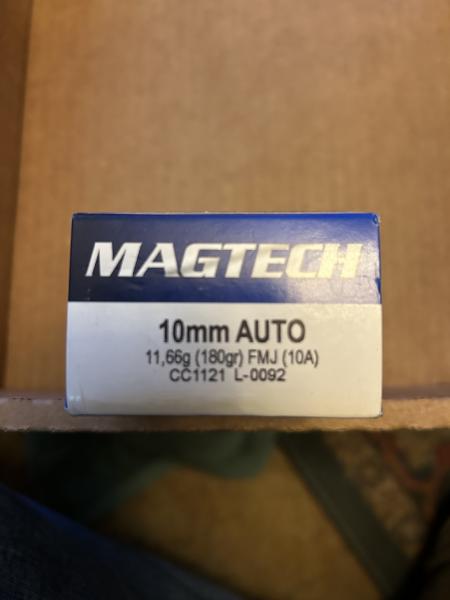 MAGTECH
10mm AUTO
11,66g (180gr) FMJ (10A)
CC1121 L-0092